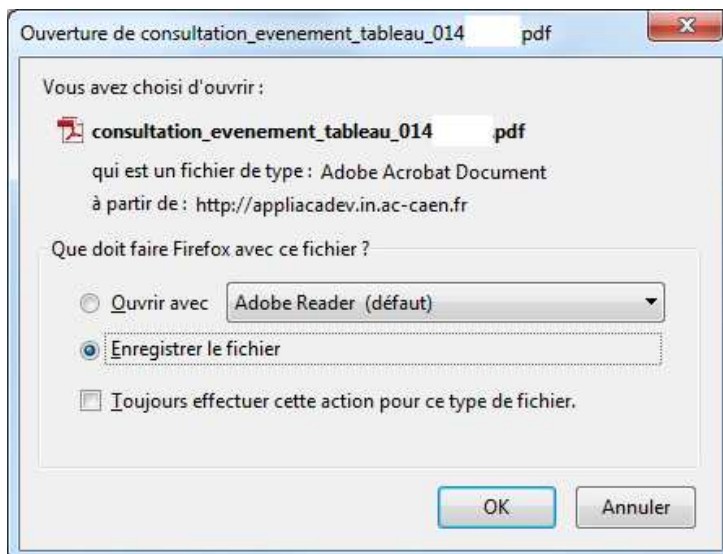 Ouverture de consultation_evenement_tableau_014 pdf
Vous avez choisi d'ouvrir :
consultation_evenement_tableau_014 .pdf
qui est un fichier de type : Adobe Acrobat Document
à partir de : http://appliacadev.in.ac-caen.fr
Que doit faire Firefox avec ce fichier ?
Ouvrir avec Adobe Reader (défaut)
Enregistrer le fichier
Toujours effectuer cette action pour ce type de fichier.
OK Annuler